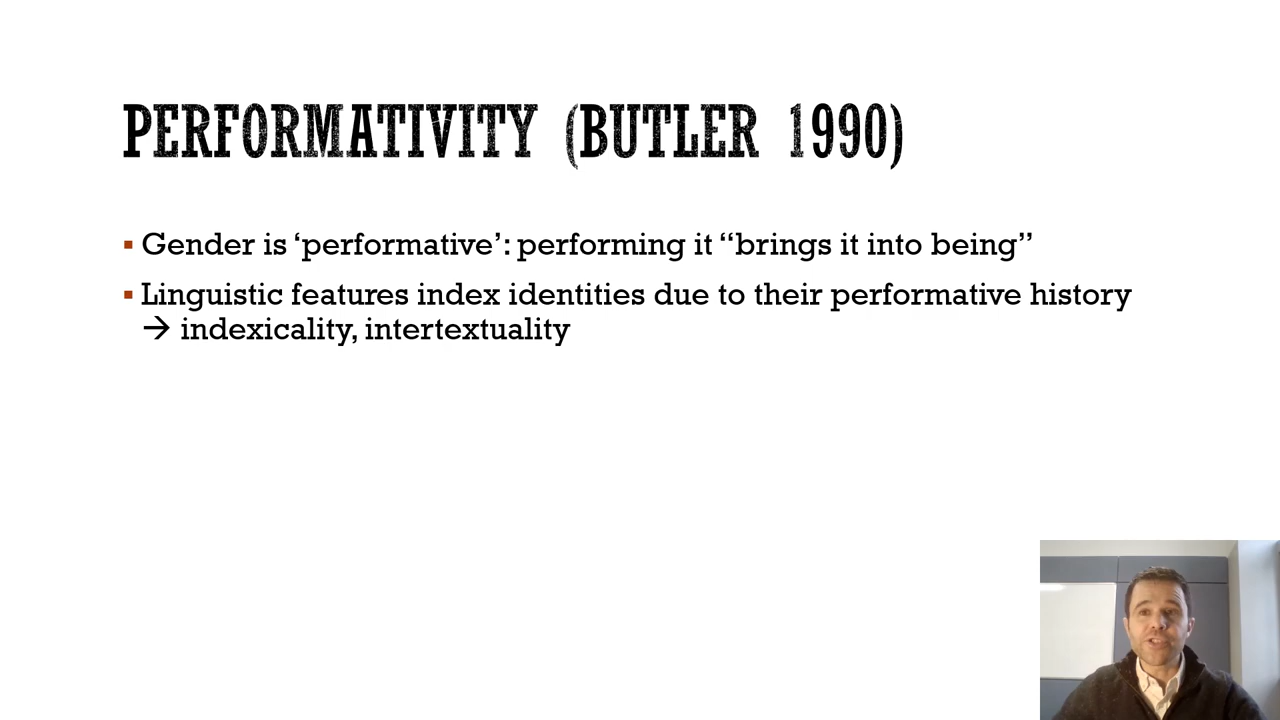 PERFORMATIVITY (BUTLER 1990)
▪ Gender is ‘performative’: performing it “brings it into being”
▪ Linguistic features index identities due to their performative history
→ indexicality, intertextuality